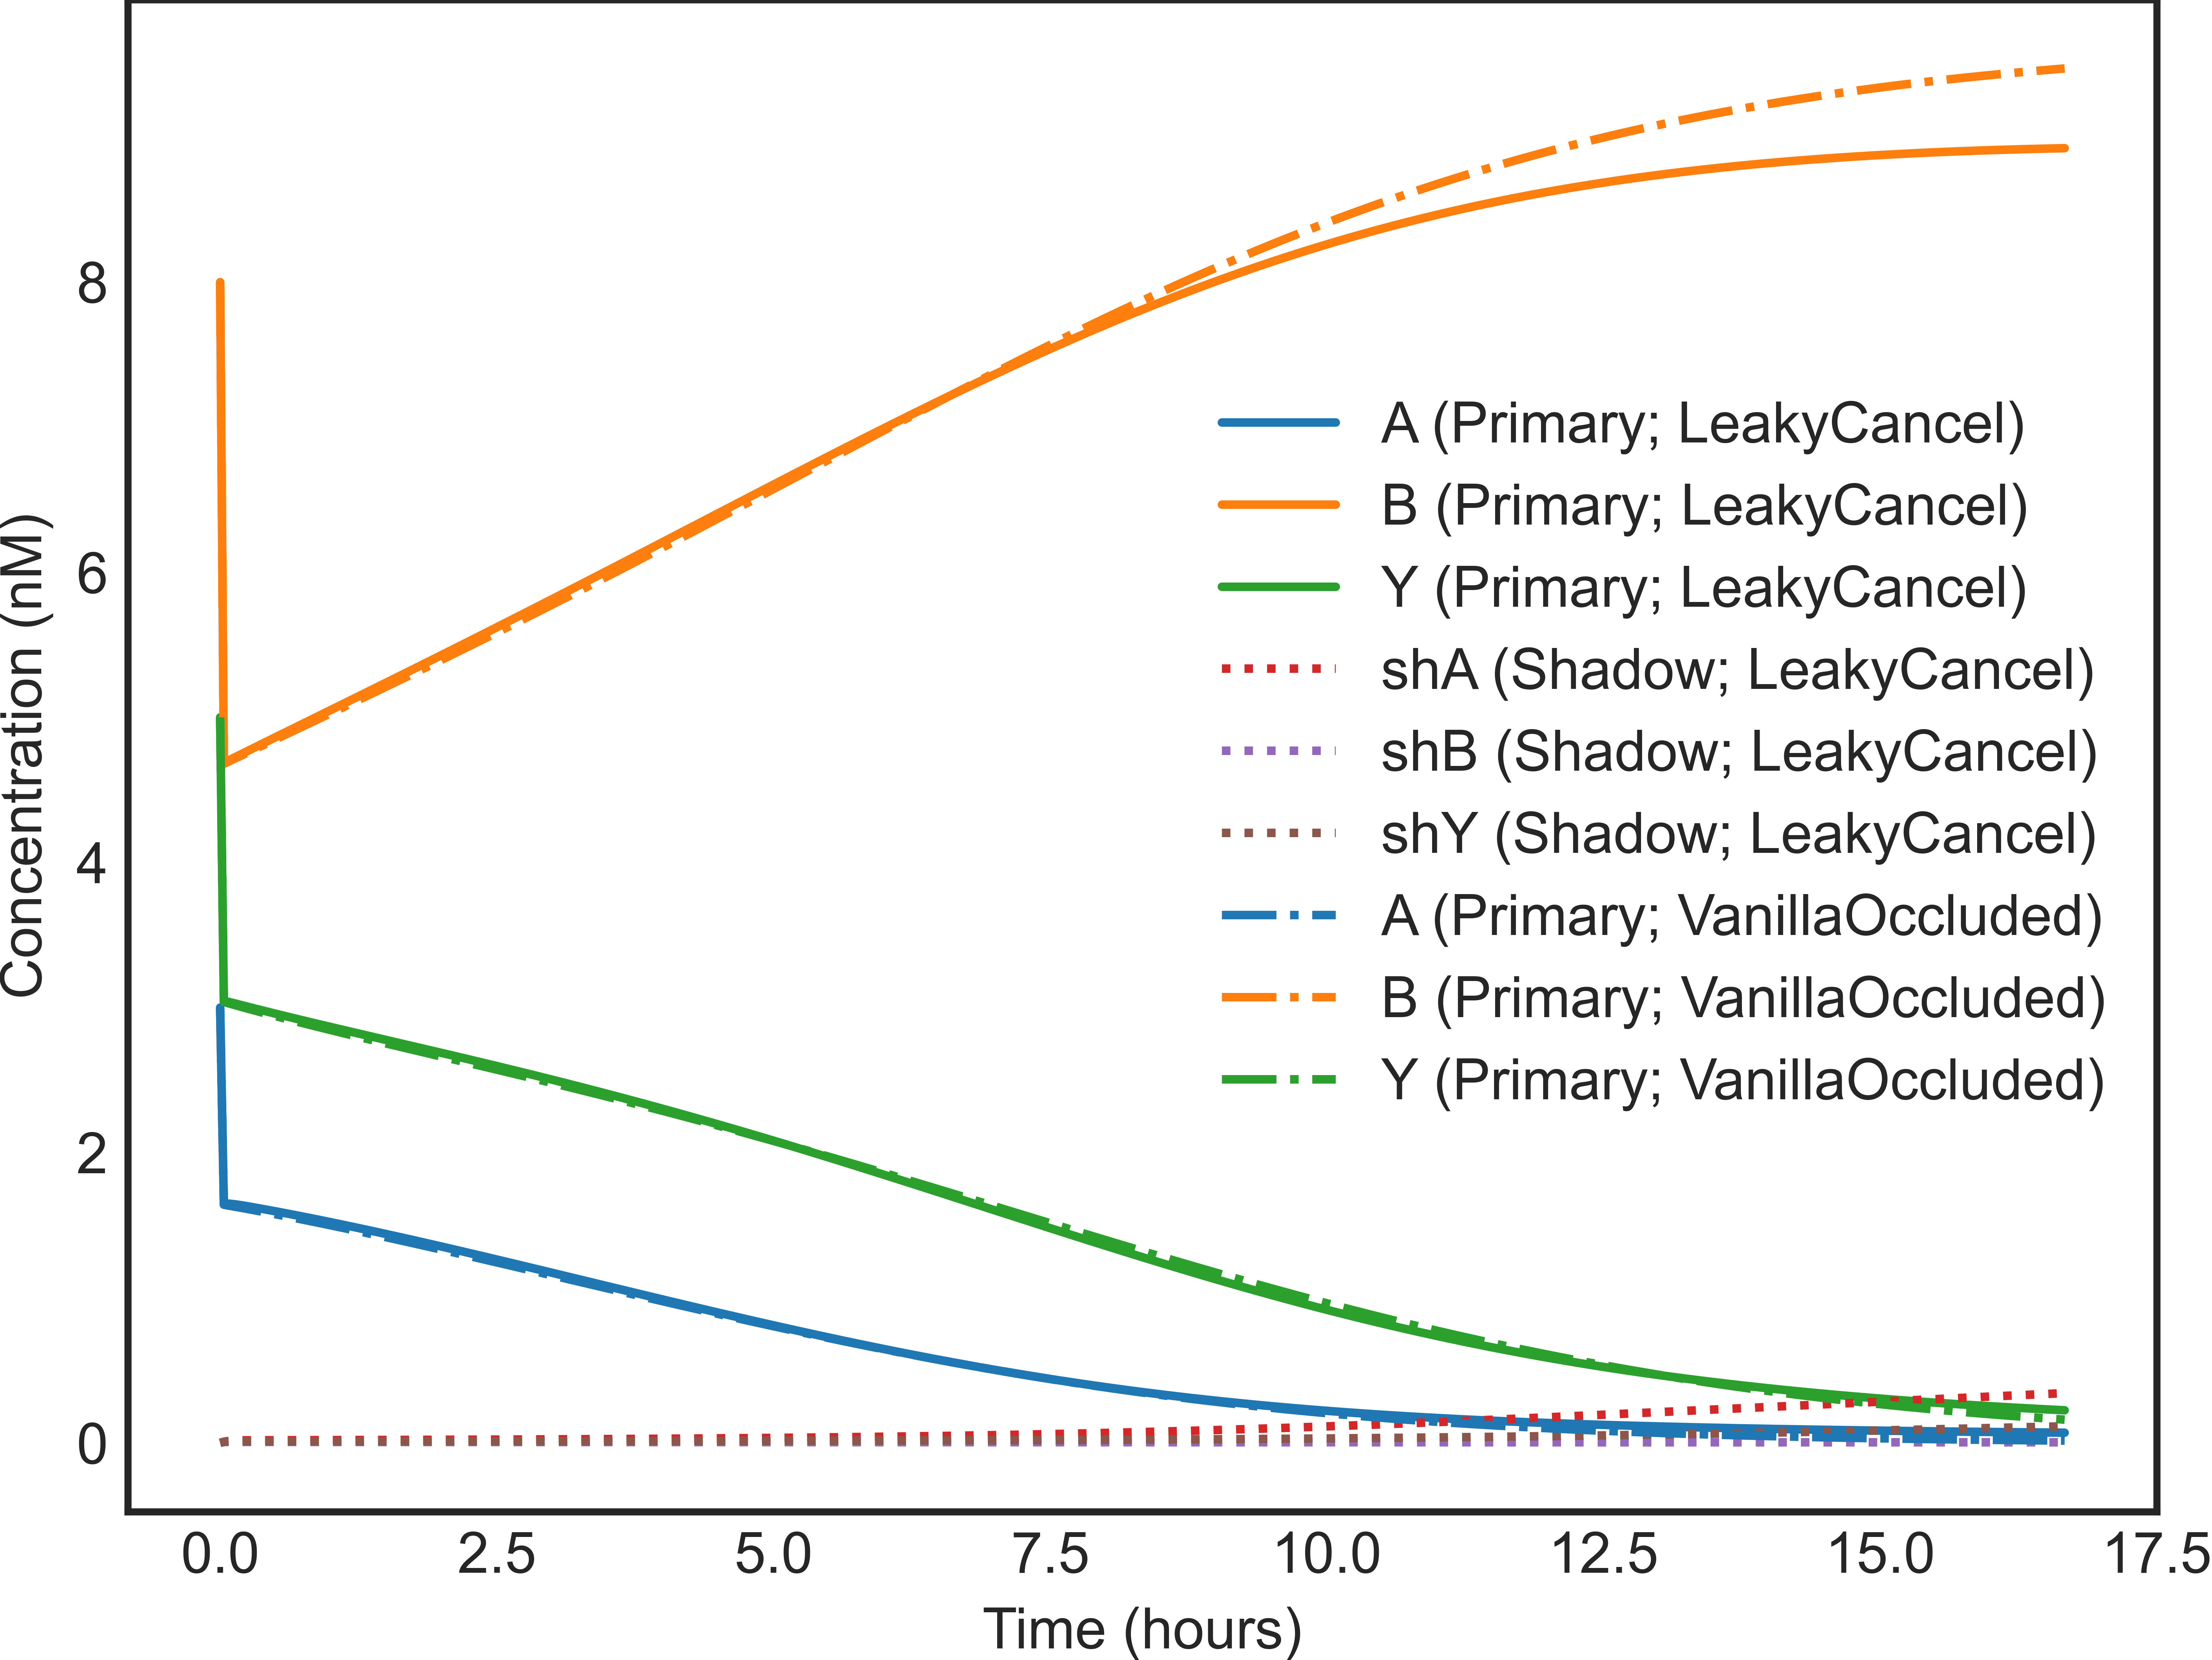 Concentration (nM)
8
6
4
2
0
A (Primary; LeakyCancel)
B (Primary; LeakyCancel)
Y (Primary; LeakyCancel)
shA (Shadow; LeakyCancel)
shB (Shadow; LeakyCancel)
shY (Shadow; LeakyCancel)
A (Primary; VanillaOccluded)
B (Primary; VanillaOccluded)
Y (Primary; VanillaOccluded)
0.0 2.5 5.0 7.5 10.0 12.5 15.0 17.5
Time (hours)